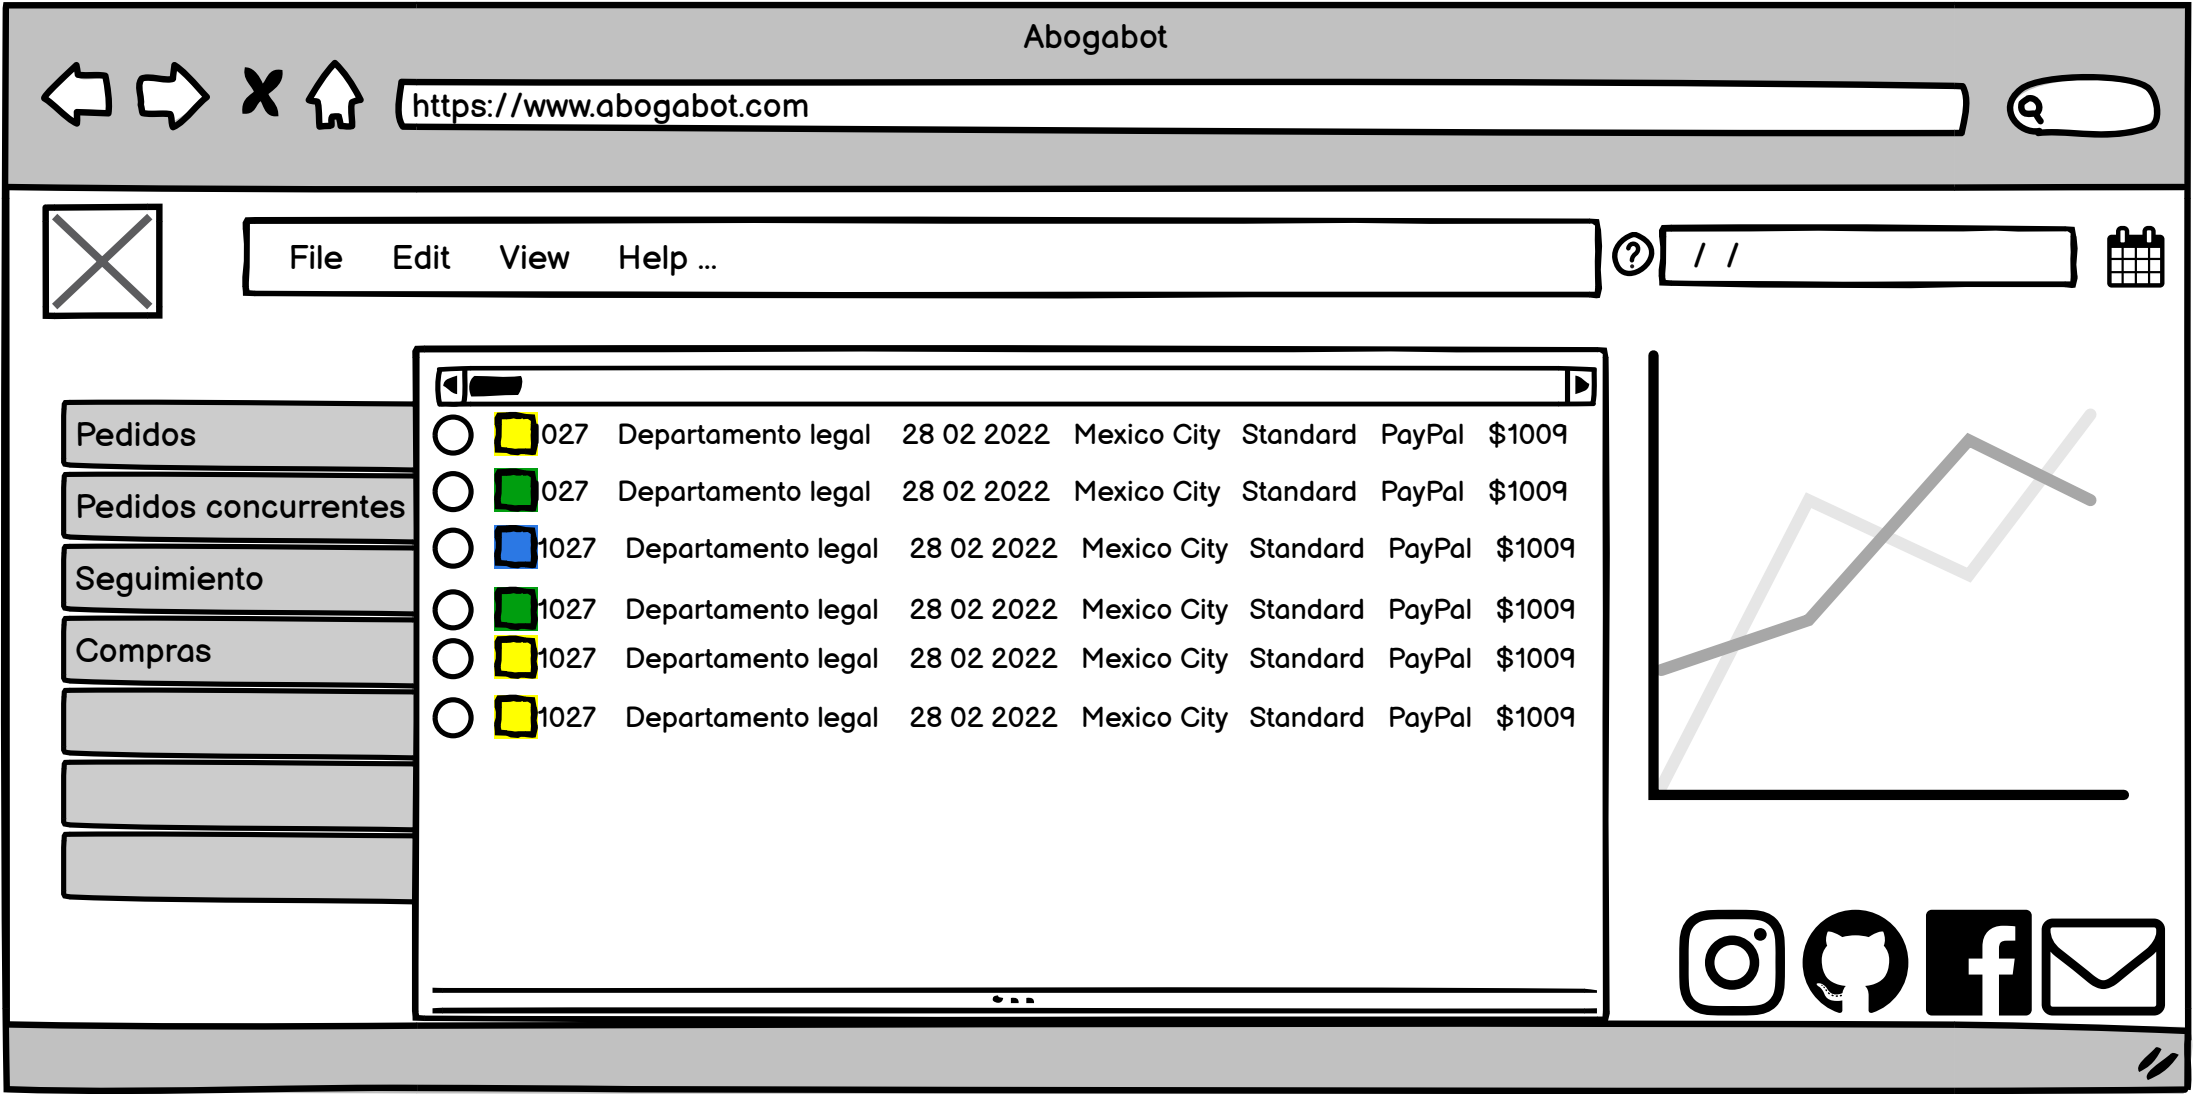 Abogabot
https://www.abogabot.com
File Edit View Help ...
? / /
Pedidos
Pedidos concurrentes
Seguimiento
Compras
027 Departamento legal 28 02 2022 Mexico City Standard PayPal $1009
027 Departamento legal 28 02 2022 Mexico City Standard PayPal $1009
1027 Departamento legal 28 02 2022 Mexico City Standard PayPal $1009
1027 Departamento legal 28 02 2022 Mexico City Standard PayPal $1009
1027 Departamento legal 28 02 2022 Mexico City Standard PayPal $1009
1027 Departamento legal 28 02 2022 Mexico City Standard PayPal $1009